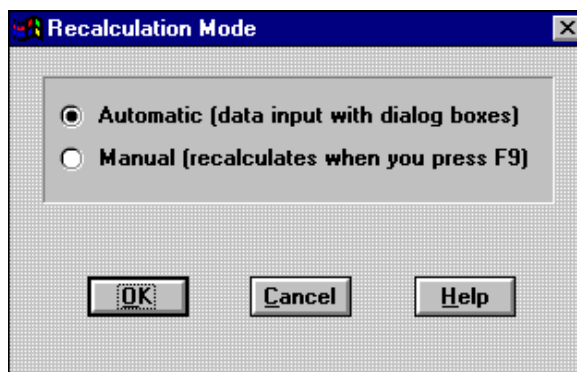 Recalculation Mode
Automatic (data input with dialog boxes)
Manual (recalculates when you press F9)
OK Cancel Help